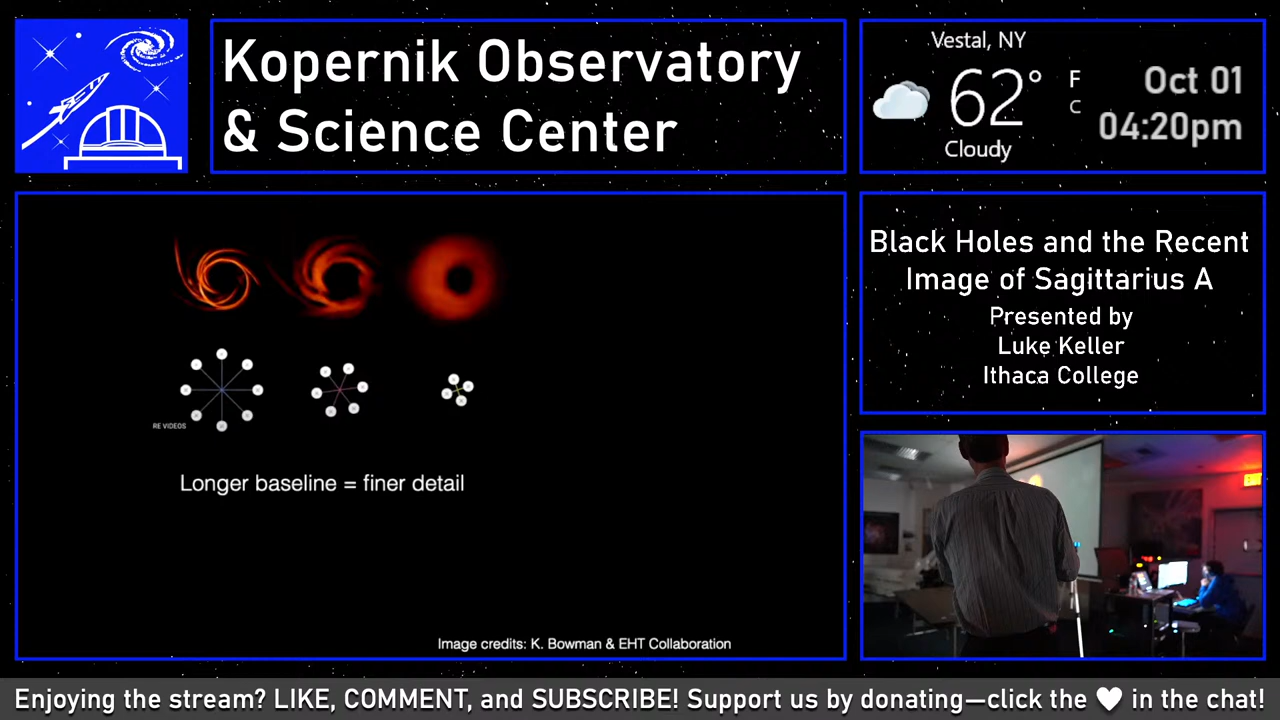 Kopernik Observatory
& Science Center
Vestal, NY
62° F
C
Cloudy
Oct 01
04:20pm
Black Holes and the Recent
Image of Sagittarius A
Presented by
Luke Keller
Ithaca College
RE VIDEOS
Longer baseline = finer detail
Image credits: K. Bowman & EHT Collaboration
Enjoying the stream? LIKE, COMMENT, and SUBSCRIBE! Support us by donating—click the ♥ in the chat!